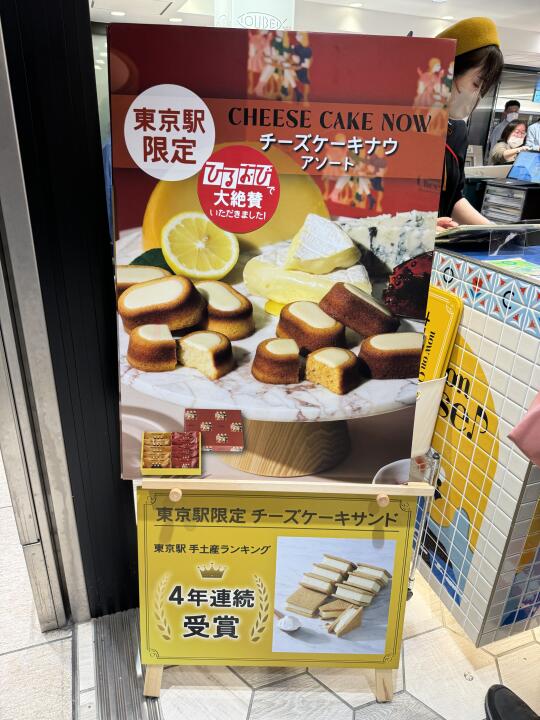 COLIBEX
東京駅
限定
CHEESE CAKE NOW
チーズケーキナウ
アソート
ひるおびで
大絶賛
いただきました!
東京駅限定 チーズケーキサンド
東京駅 手土産ランキング
4年連続
受賞
now on